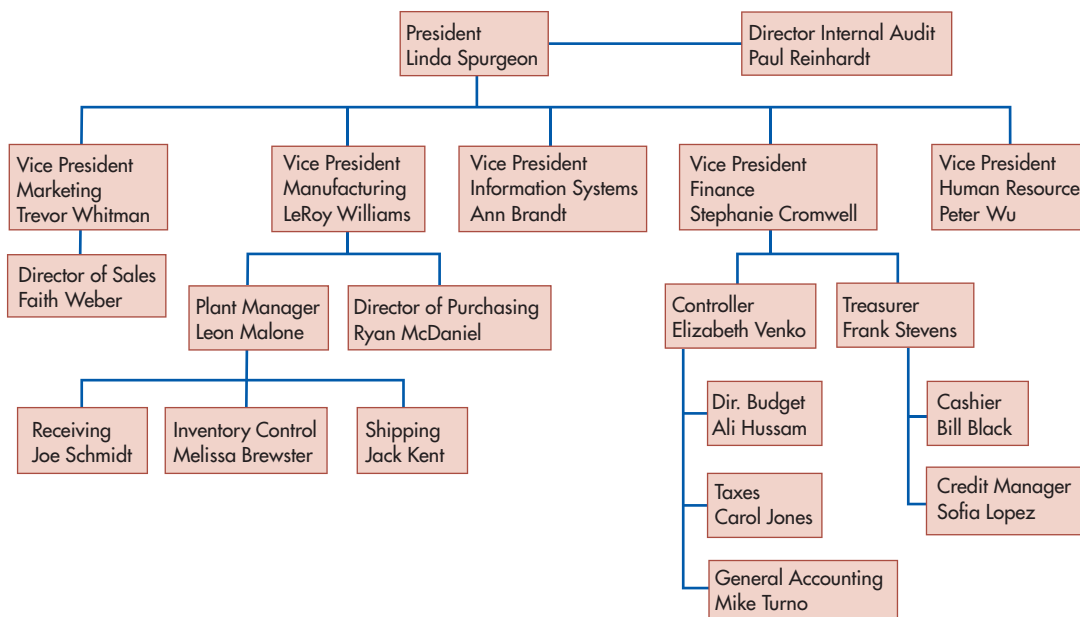 President
Linda Spurgeon
Director Internal Audit
Paul Reinhardt
Vice President
Marketing
Trevor Whitman
Vice President
Manufacturing
LeRoy Williams
Vice President
Information Systems
Ann Brandt
Vice President
Finance
Stephanie Cromwell
Vice President
Human Resource
Peter Wu
Director of Sales
Faith Weber
Plant Manager
Leon Malone
Director of Purchasing
Ryan McDaniel
Controller
Elizabeth Venko
Treasurer
Frank Stevens
Receiving
Joe Schmidt
Inventory Control
Melissa Brewster
Shipping
Jack Kent
Dir. Budget
Ali Hussam
Cashier
Bill Black
Taxes
Carol Jones
Credit Manager
Sofia Lopez
General Accounting
Mike Turno